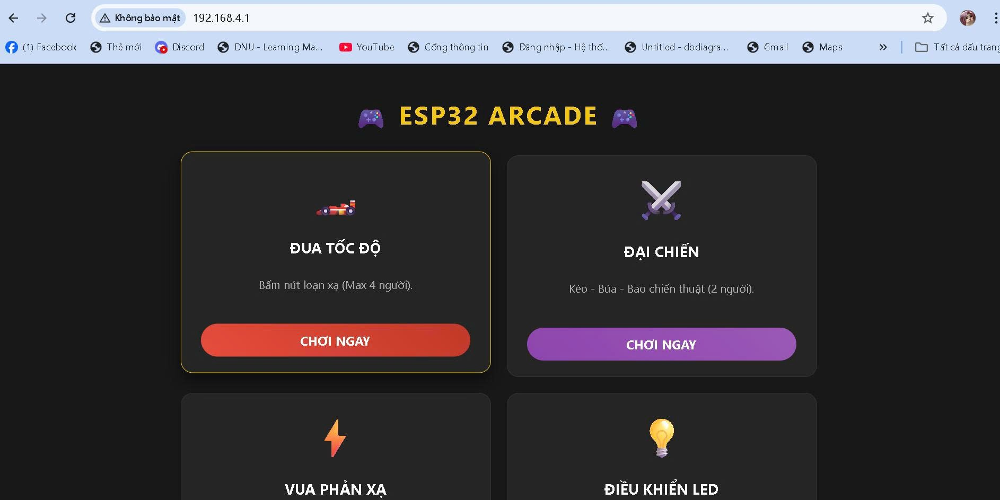 Không bảo mật 192.168.4.1
(1) Facebook Thẻ mới Discord DNU - Learning Ma... YouTube Cổng thông tin Đăng nhập - Hệ thố... Untitled - dbdiagra... Gmail Maps » Tất cả dấu trang
ESP32 ARCADE
ĐUA TỐC ĐỘ
Bấm nút loạn xạ (Max 4 người).
CHƠI NGAY
ĐẠI CHIẾN
Kéo - Búa - Bao chiến thuật (2 người).
CHƠI NGAY
VUA PHẢN XẠ
ĐIỀU KHIỂN LED